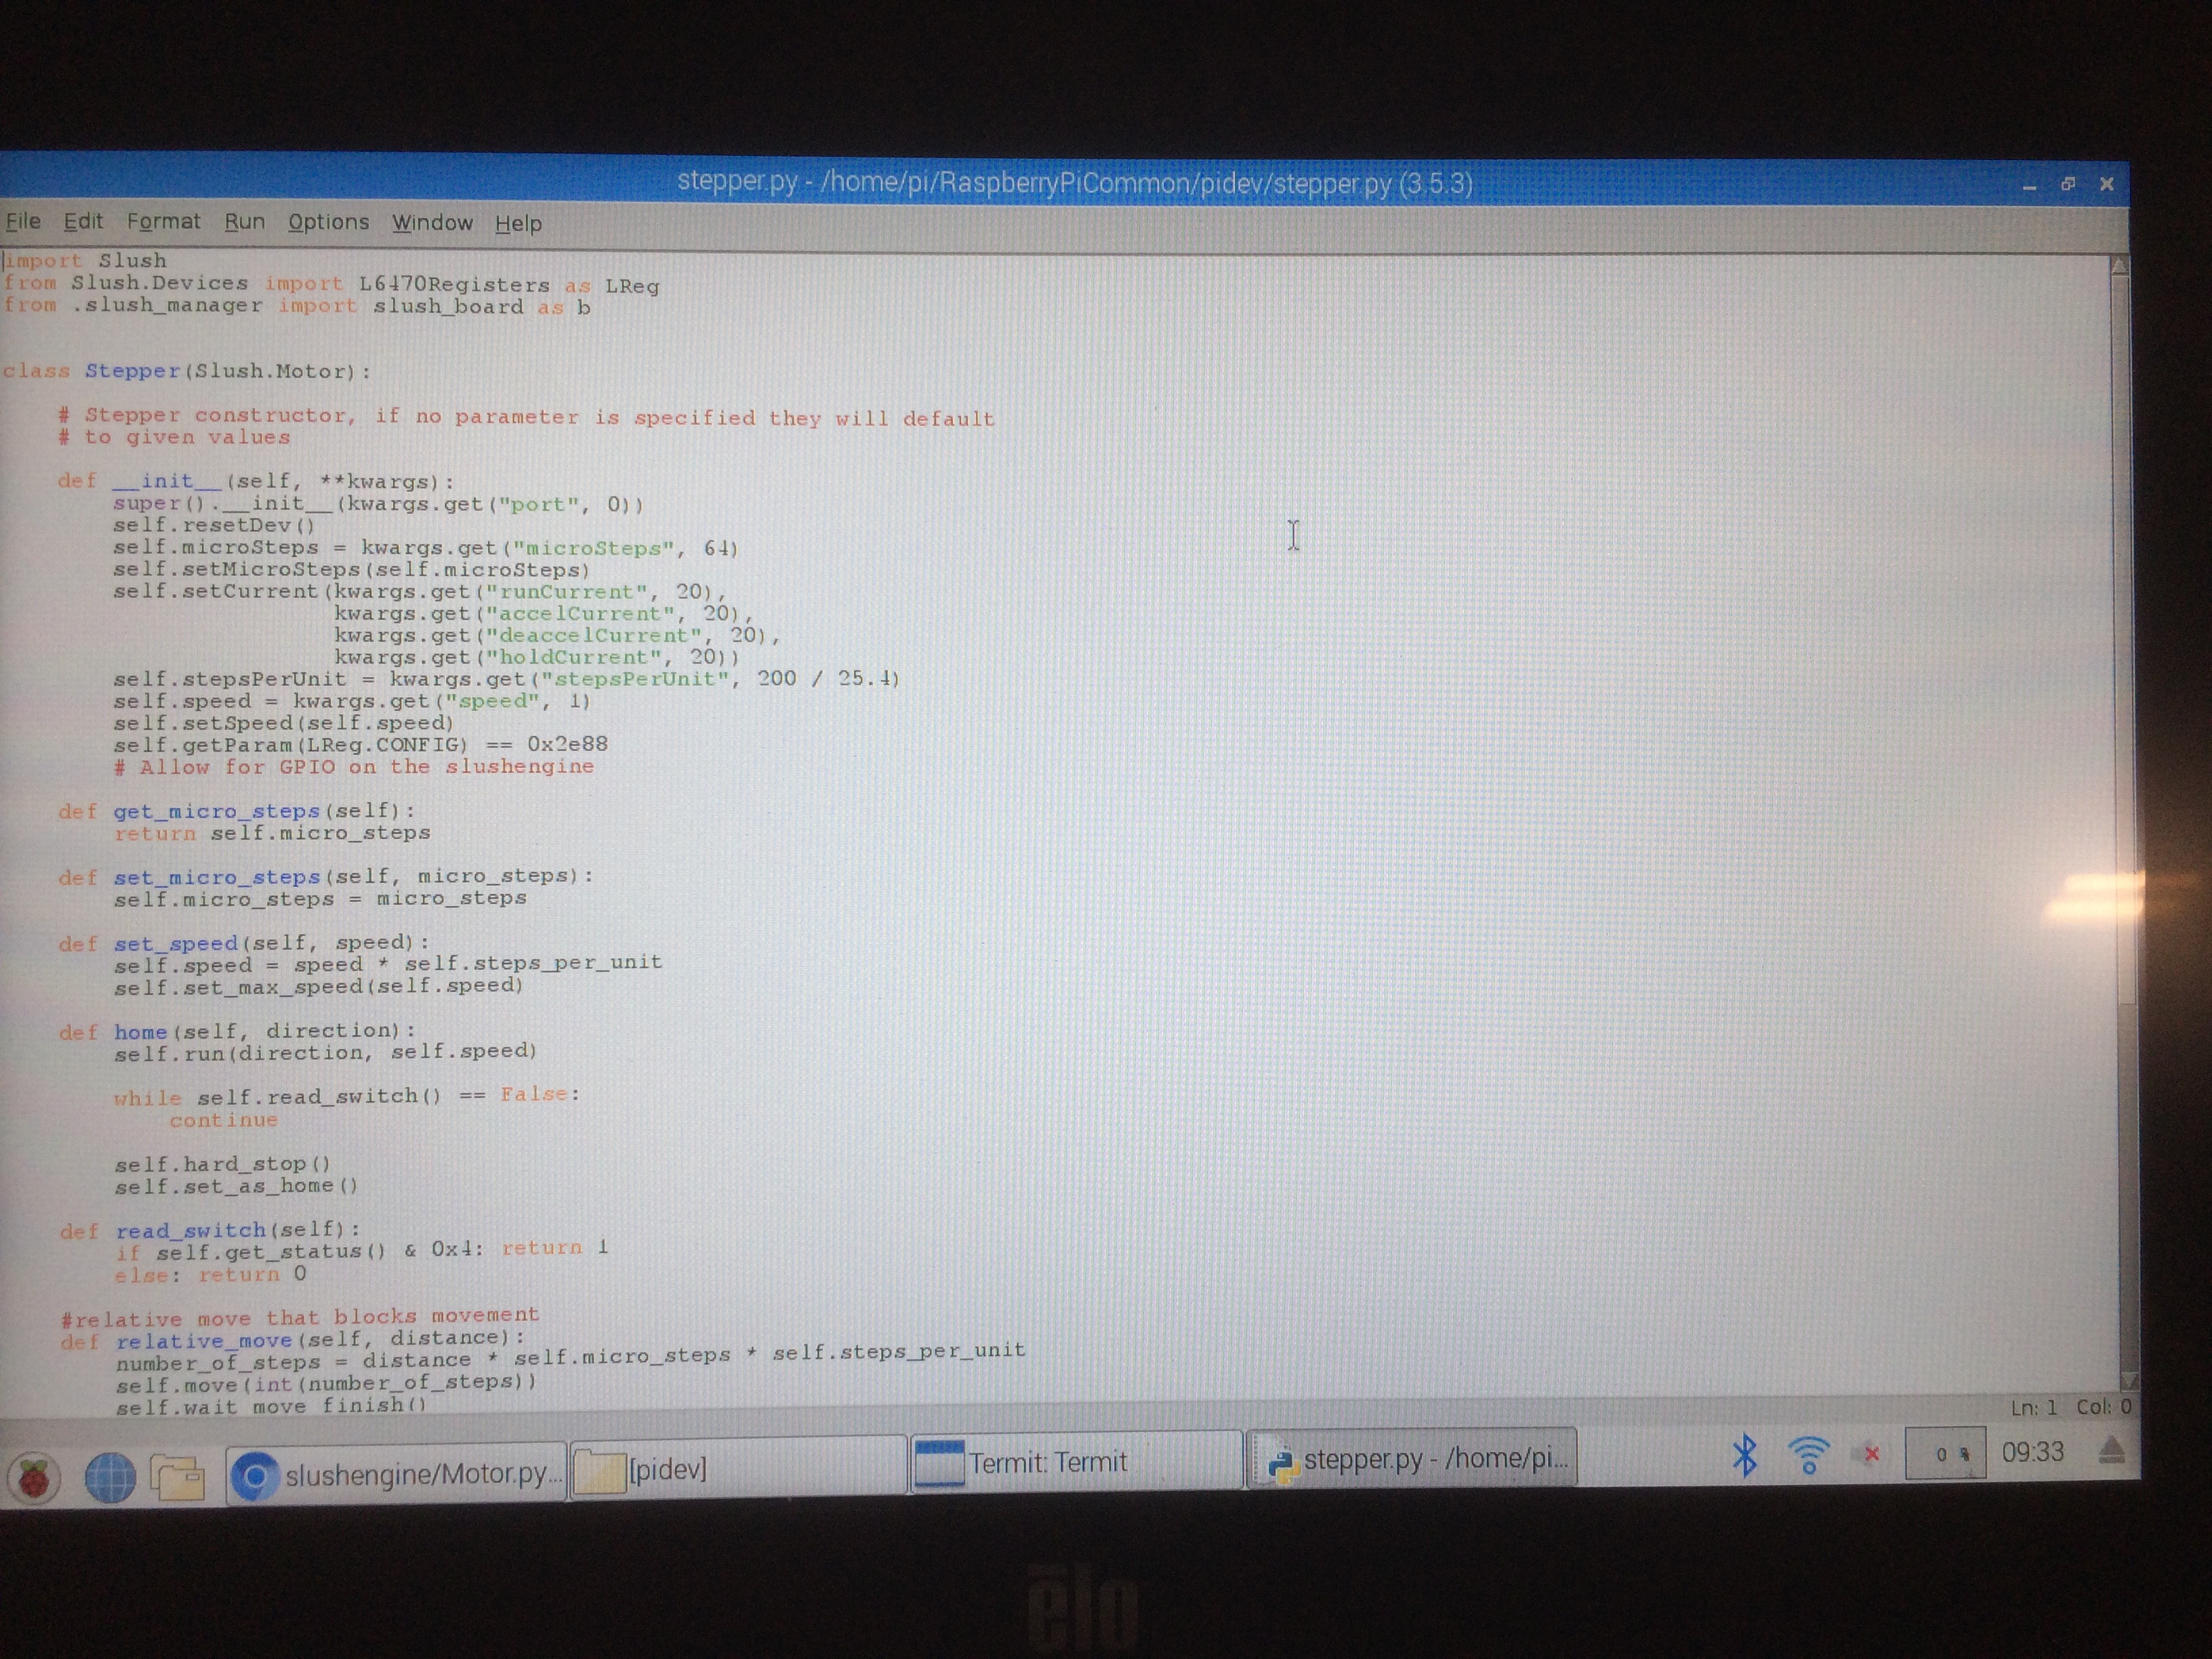 stepper.py - /home/pi/RaspberryPiCommon/pidev/stepper.py (3.5.3)
File Edit Format Run Options Window Help
import Slush
from Slush.Devices import L6470Registers as LReg
from .slush_manager import slush_board as b
class Stepper(Slush.Motor):
# Stepper constructor, if no parameter is specified they will default
# to given values
def __init__(self, **kwargs):
super().__init__(kwargs.get("port", 0))
self.resetDev()
self.microSteps = kwargs.get("microSteps", 64)
self.setMicroSteps(self.microSteps)
self.setCurrent(kwargs.get("runCurrent", 20),
kwargs.get("accelCurrent", 20),
kwargs.get("deaccelCurrent", 20),
kwargs.get("holdCurrent", 20))
self.stepsPerUnit = kwargs.get("stepsPerUnit", 200 / 25.4)
self.speed = kwargs.get("speed", 1)
self.setSpeed(self.speed)
self.getParam(LReg.CONFIG) == 0x2e88
# Allow for GPIO on the slushengine
def get_micro_steps(self):
return self.micro_steps
def set_micro_steps(self, micro_steps):
self.micro_steps = micro_steps
def set_speed(self, speed):
self.speed = speed * self.steps_per_unit
self.set_max_speed(self.speed)
def home(self, direction):
self.run(direction, self.speed)
while self.read_switch() == False:
continue
self.hard_stop()
self.set_as_home()
def read_switch(self):
if self.get_status() & 0x4: return 1
else: return 0
#relative move that blocks movement
def relative_move(self, distance):
number_of_steps = distance * self.micro_steps * self.steps_per_unit
self.move(int(number_of_steps))
self.wait_move_finish()
Ln: 1 Col: 0
slushengine/Motor.py... [pidev] Termit: Termit stepper.py - /home/pi... 09:33
elo